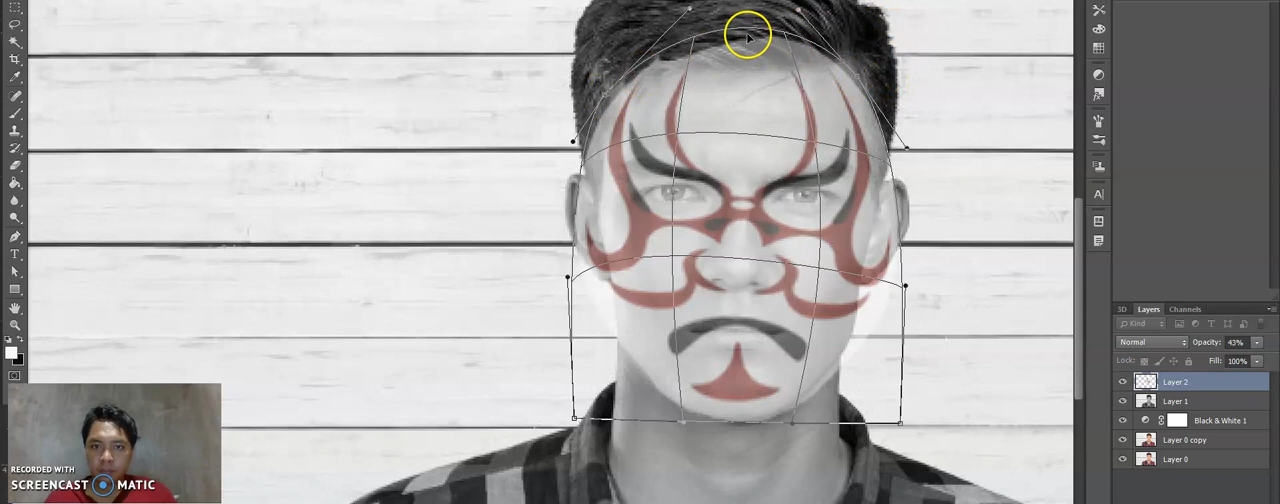 3D Layers Channels
Kind
Normal Opacity: 43%
Lock: Fill: 100%
Layer 2
Layer 1
Black & White 1
Layer 0 copy
Layer 0
RECORDED WITH
SCREENCAST MATIC